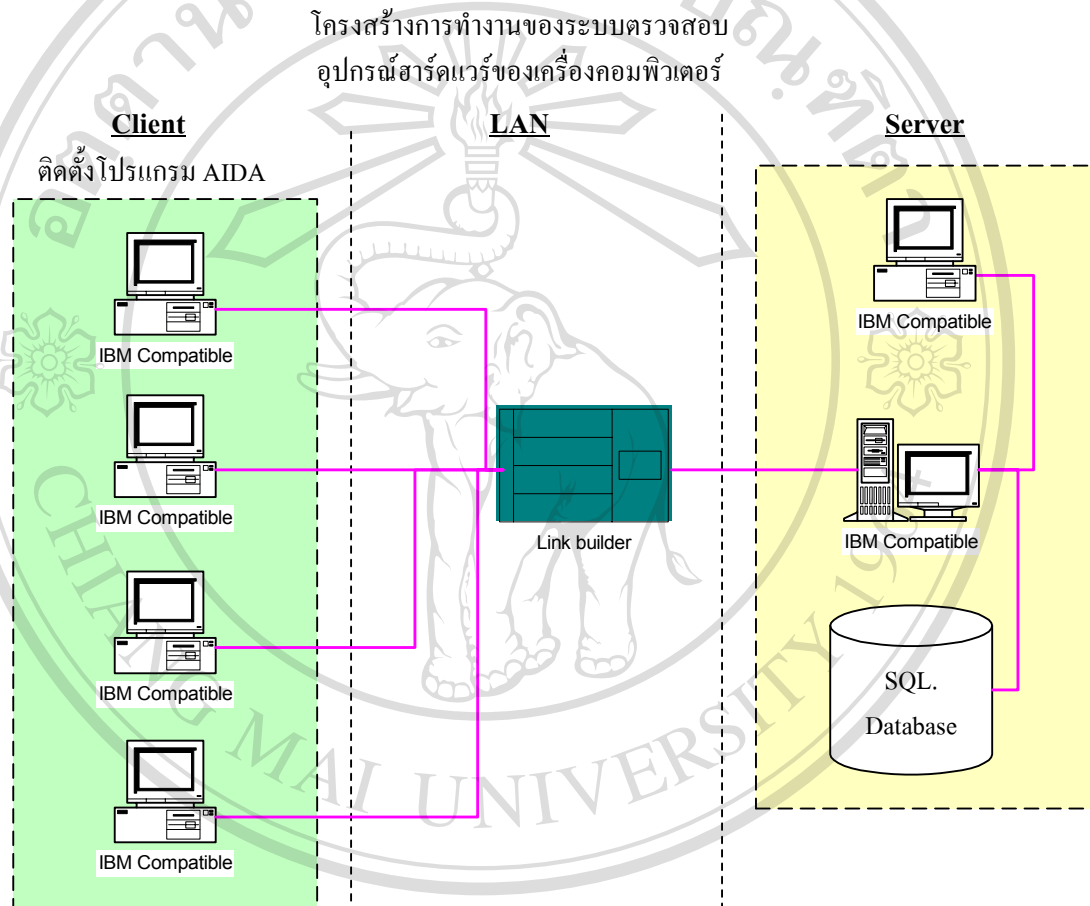 โครงสร้างการทำงานของระบบตรวจสอบ
อุปกรณ์ฮาร์ดแวร์ของเครื่องคอมพิวเตอร์
Client
LAN
Server
ติดตั้งโปรแกรม AIDA
IBM Compatible
IBM Compatible
IBM Compatible
IBM Compatible
Link builder
IBM Compatible
IBM Compatible
SQL.
Database
CHIANG MAI UNIVERSITY 19